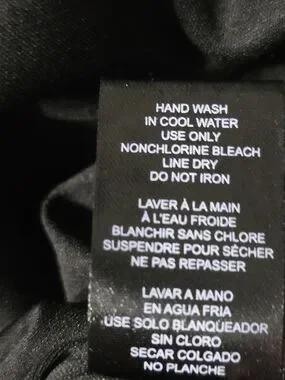 HAND WASH
IN COOL WATER
USE ONLY
NONCHLORINE BLEACH
LINE DRY
DO NOT IRON
LAVER À LA MAIN
À L'EAU FROIDE
BLANCHIR SANS CHLORE
SUSPENDRE POUR SÉCHER
NE PAS REPASSER
LAVAR A MANO
EN AGUA FRIA
USE SOLO BLANQUEADOR
SIN CLORO
SECAR COLGADO
NO PLANCHE